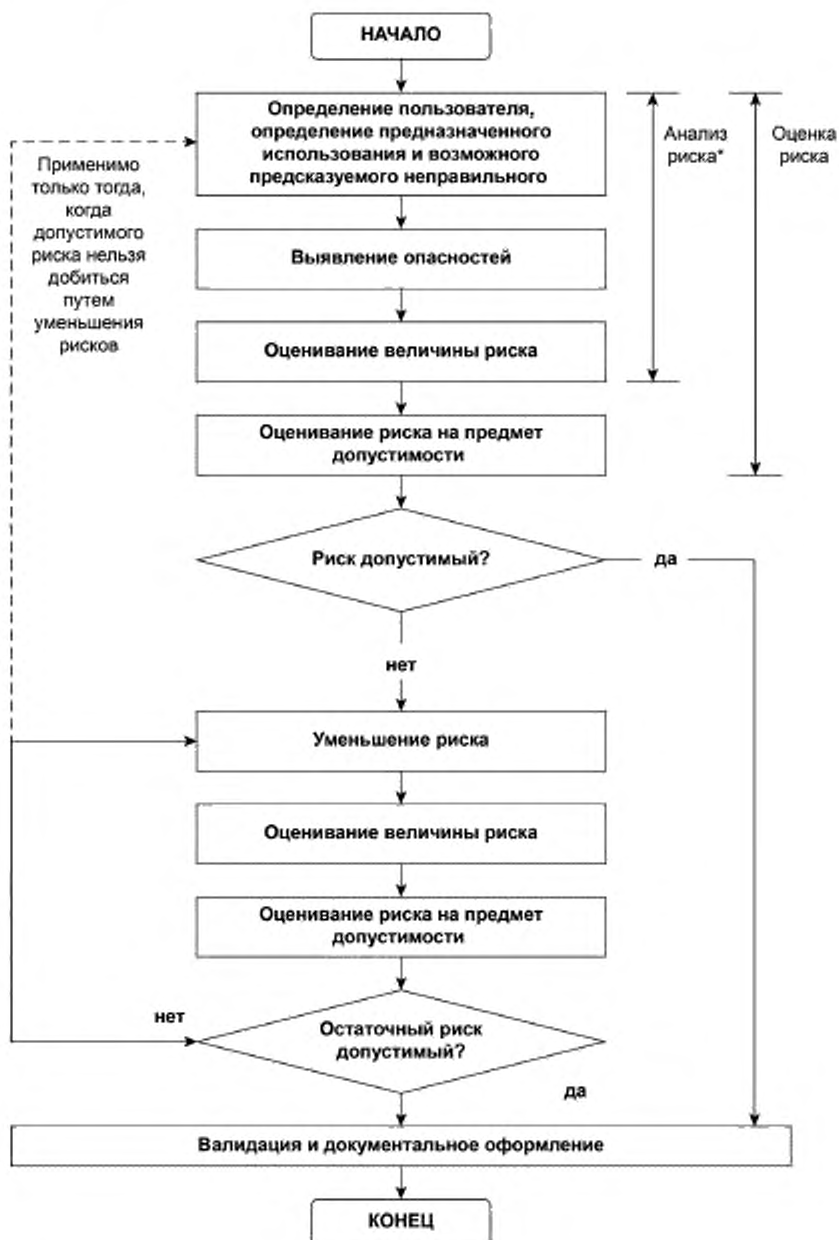 НАЧАЛО
Определение пользователя,
определение предназначенного
использования и возможного
предсказуемого неправильного
Анализ
риска*
Оценка
риска
Применимо
только тогда,
когда
допустимого
риска нельзя
добиться
путем
уменьшения
рисков
Выявление опасностей
Оценивание величины риска
Оценивание риска на предмет
допустимости
Риск допустимый?
да
нет
Уменьшение риска
Оценивание величины риска
Оценивание риска на предмет
допустимости
нет
Остаточный риск
допустимый?
да
Валидация и документальное оформление
КОНЕЦ